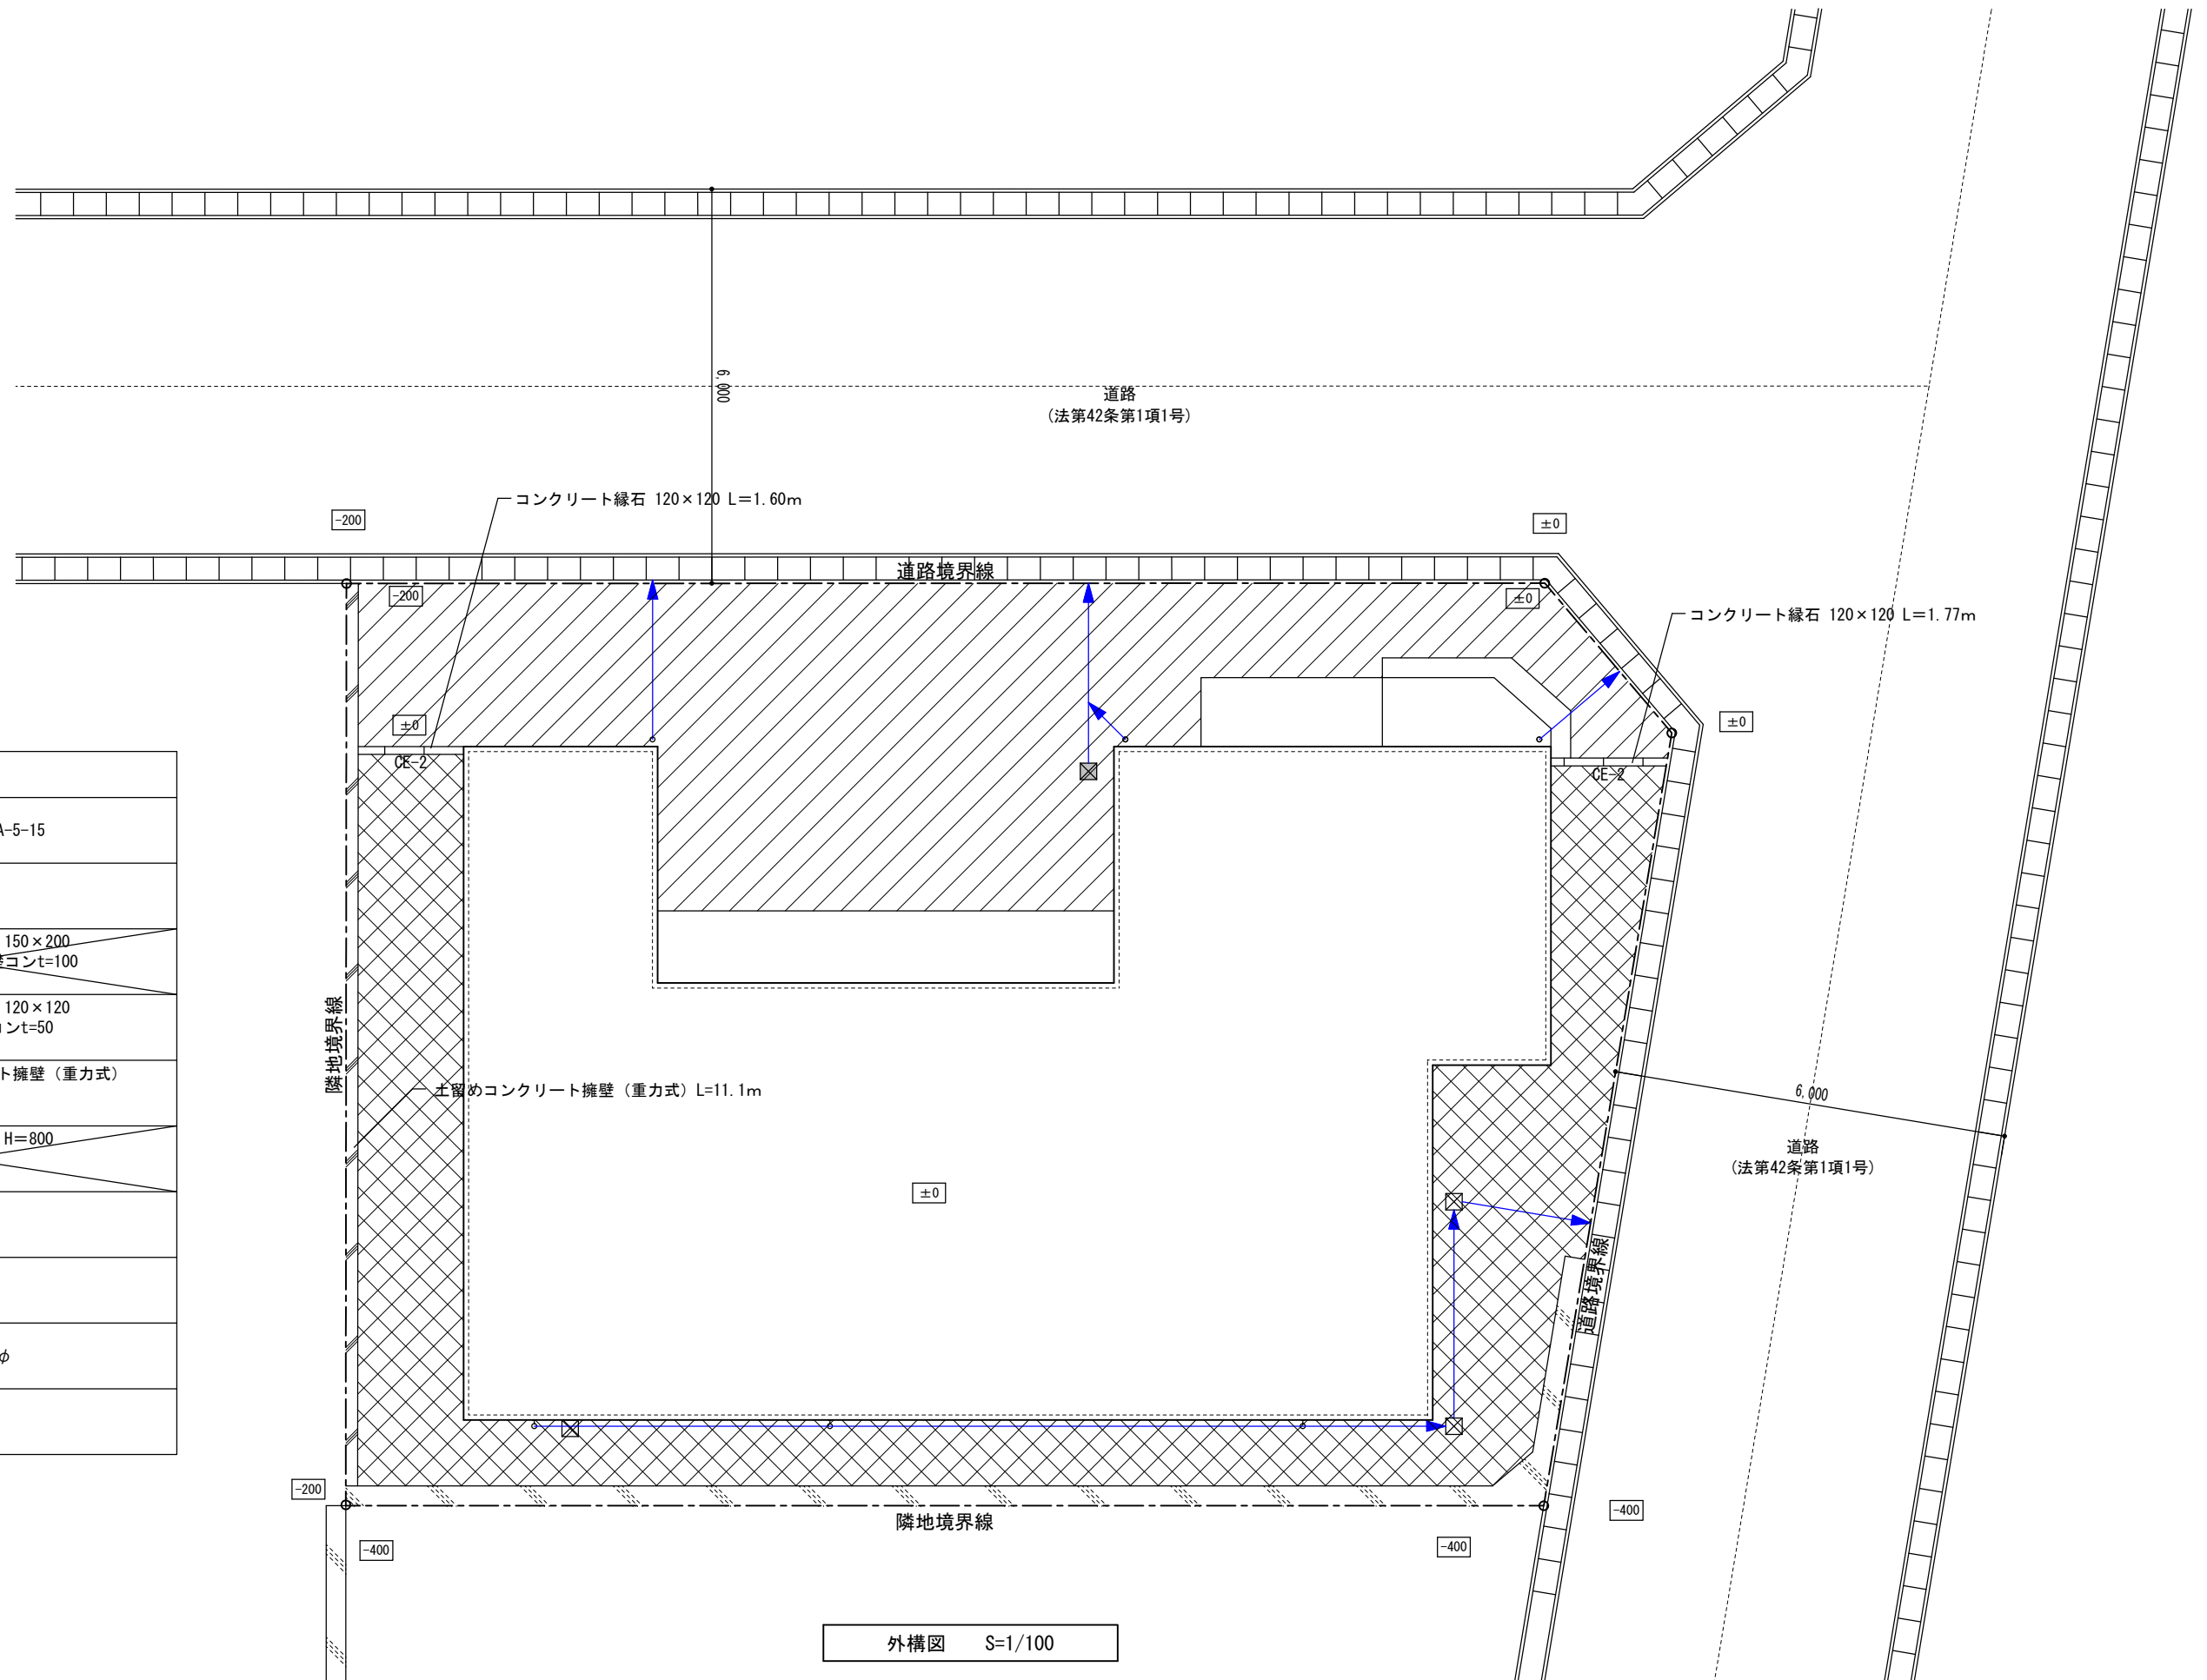 6,000
道路
(法第42条第1項1号)
コンクリート縁石 120×120 L=1.60m
-200
±0
道路境界線
-200
±0
コンクリート縁石 120×120 L=1.77m
±0
±0
CE-2
CE-2
A-5-15
150×200
コンt=100
120×120
コンt=50
ト擁壁（重力式）
H=800
φ
隣地境界線
土留めコンクリート擁壁（重力式）L=11.1m
6,000
道路
(法第42条第1項1号)
±0
道路境界線
-200
隣地境界線
-400
-400
-400
外構図 S=1/100